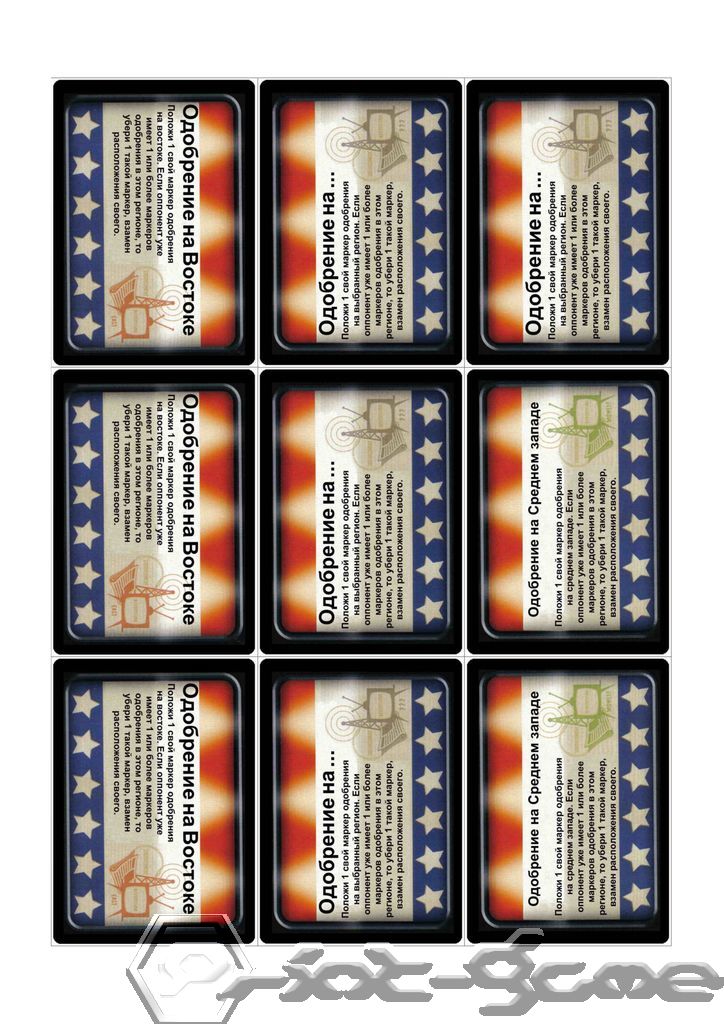 Одобрение на Востоке
Положи 1 свой маркер одобрения
на востоке. Если оппонент уже
имеет 1 или более маркеров
одобрения в этом регионе, то
убери 1 такой маркер, взамен
расположения своего.
EAST
Одобрение на ...
Положи 1 свой маркер одобрения
на выбранный регион. Если
оппонент уже имеет 1 или более
маркеров одобрения в этом
регионе, то убери 1 такой маркер,
взамен расположения своего.
???
Одобрение на ...
Положи 1 свой маркер одобрения
на выбранный регион. Если
оппонент уже имеет 1 или более
маркеров одобрения в этом
регионе, то убери 1 такой маркер,
взамен расположения своего.
???
Одобрение на Востоке
Положи 1 свой маркер одобрения
на востоке. Если оппонент уже
имеет 1 или более маркеров
одобрения в этом регионе, то
убери 1 такой маркер, взамен
расположения своего.
EAST
Одобрение на ...
Положи 1 свой маркер одобрения
на выбранный регион. Если
оппонент уже имеет 1 или более
маркеров одобрения в этом
регионе, то убери 1 такой маркер,
взамен расположения своего.
???
Одобрение на Среднем западе
Положи 1 свой маркер одобрения
на среднем западе. Если
оппонент уже имеет 1 или более
маркеров одобрения в этом
регионе, то убери 1 такой маркер,
взамен расположения своего.
MIDWEST
Одобрение на Востоке
Положи 1 свой маркер одобрения
на востоке. Если оппонент уже
имеет 1 или более маркеров
одобрения в этом регионе, то
убери 1 такой маркер, взамен
расположения своего.
EAST
Одобрение на ...
Положи 1 свой маркер одобрения
на выбранный регион. Если
оппонент уже имеет 1 или более
маркеров одобрения в этом
регионе, то убери 1 такой маркер,
взамен расположения своего.
???
Одобрение на Среднем западе
Положи 1 свой маркер одобрения
на среднем западе. Если
оппонент уже имеет 1 или более
маркеров одобрения в этом
регионе, то убери 1 такой маркер,
взамен расположения своего.
MIDWEST